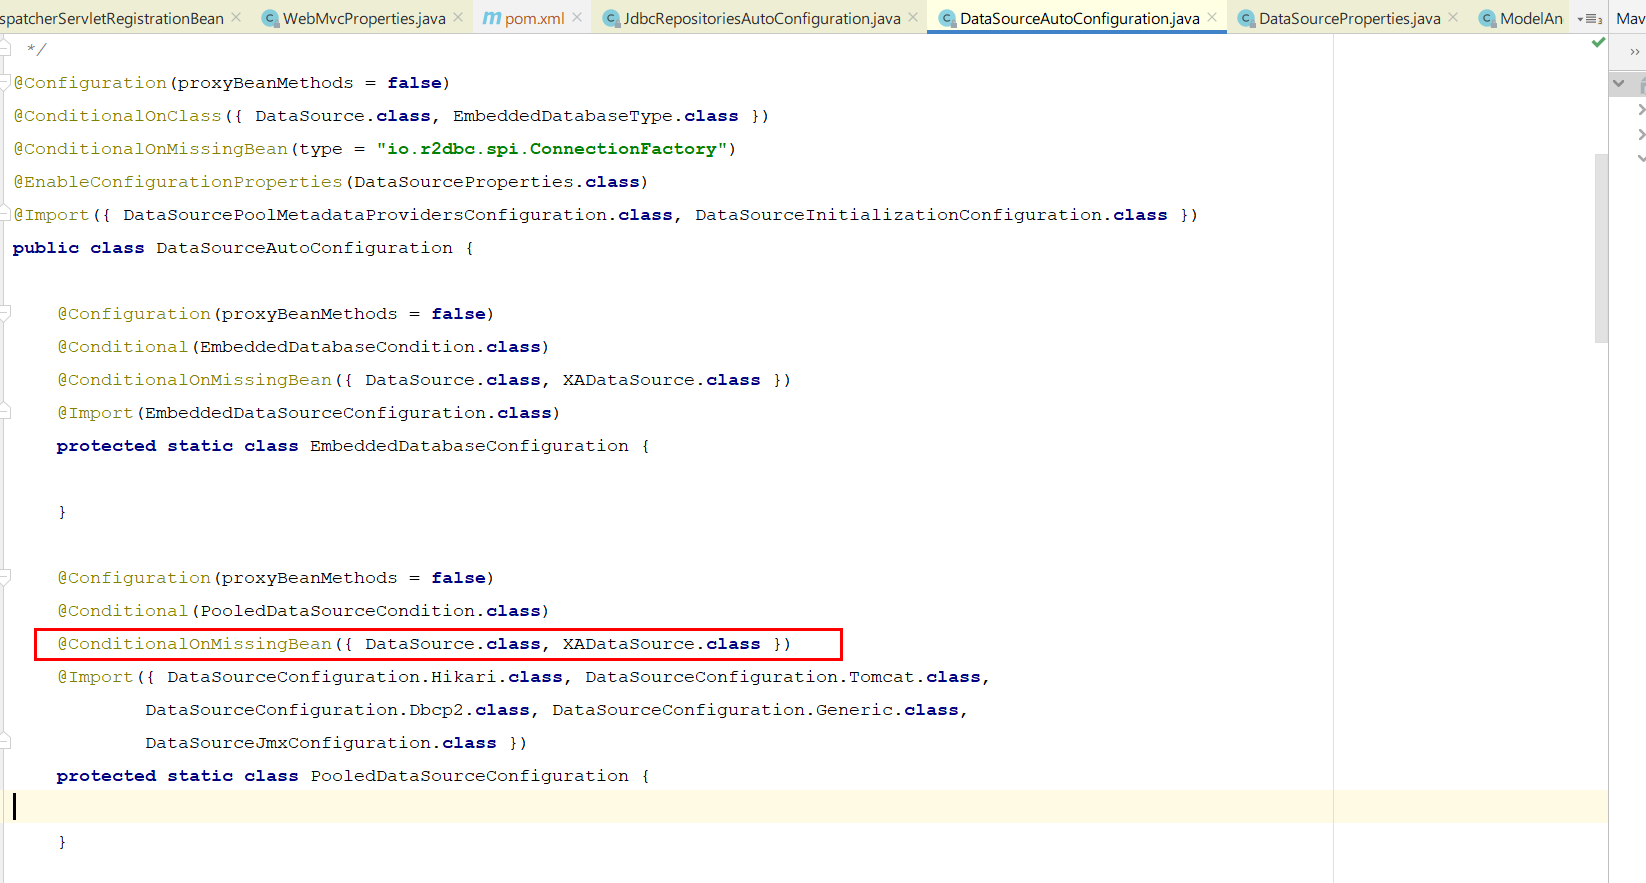 spatcherServletRegistrationBean WebMvcProperties.java pom.xml JdbcRepositoriesAutoConfiguration.java DataSourceAutoConfiguration.java DataSourceProperties.java ModelAn Mav
*/
@Configuration(proxyBeanMethods = false)
@ConditionalOnClass({ DataSource.class, EmbeddedDatabaseType.class })
@ConditionalOnMissingBean(type = "io.r2dbc.spi.ConnectionFactory")
@EnableConfigurationProperties(DataSourceProperties.class)
@Import({ DataSourcePoolMetadataProvidersConfiguration.class, DataSourceInitializationConfiguration.class })
public class DataSourceAutoConfiguration {
@Configuration(proxyBeanMethods = false)
@Conditional(EmbeddedDatabaseCondition.class)
@ConditionalOnMissingBean({ DataSource.class, XADataSource.class })
@Import(EmbeddedDataSourceConfiguration.class)
protected static class EmbeddedDatabaseConfiguration {
}
@Configuration(proxyBeanMethods = false)
@Conditional(PooledDataSourceCondition.class)
@ConditionalOnMissingBean({ DataSource.class, XADataSource.class })
@Import({ DataSourceConfiguration.Hikari.class, DataSourceConfiguration.Tomcat.class,
DataSourceConfiguration.Dbcp2.class, DataSourceConfiguration.Generic.class,
DataSourceJmxConfiguration.class })
protected static class PooledDataSourceConfiguration {
}